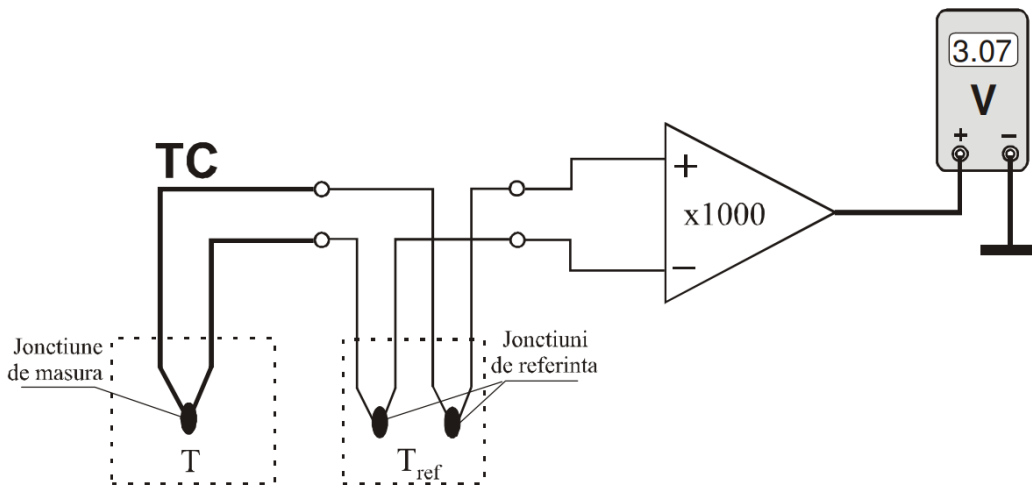 3.07
V
+ −
TC
+
x1000
−
Jonctiune
de masura
Jonctiuni
de referinta
T
Tref